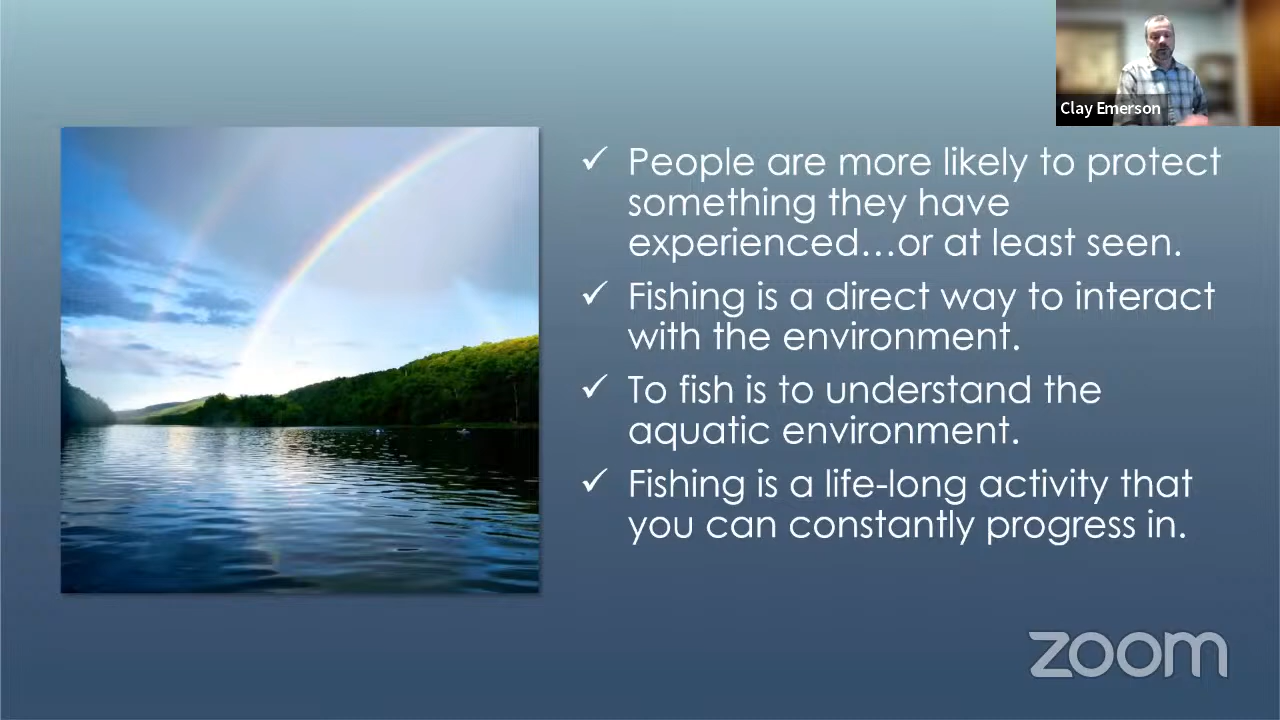 Clay Emerson
✓ People are more likely to protect
something they have
experienced...or at least seen.
✓ Fishing is a direct way to interact
with the environment.
✓ To fish is to understand the
aquatic environment.
✓ Fishing is a life-long activity that
you can constantly progress in.
zoom